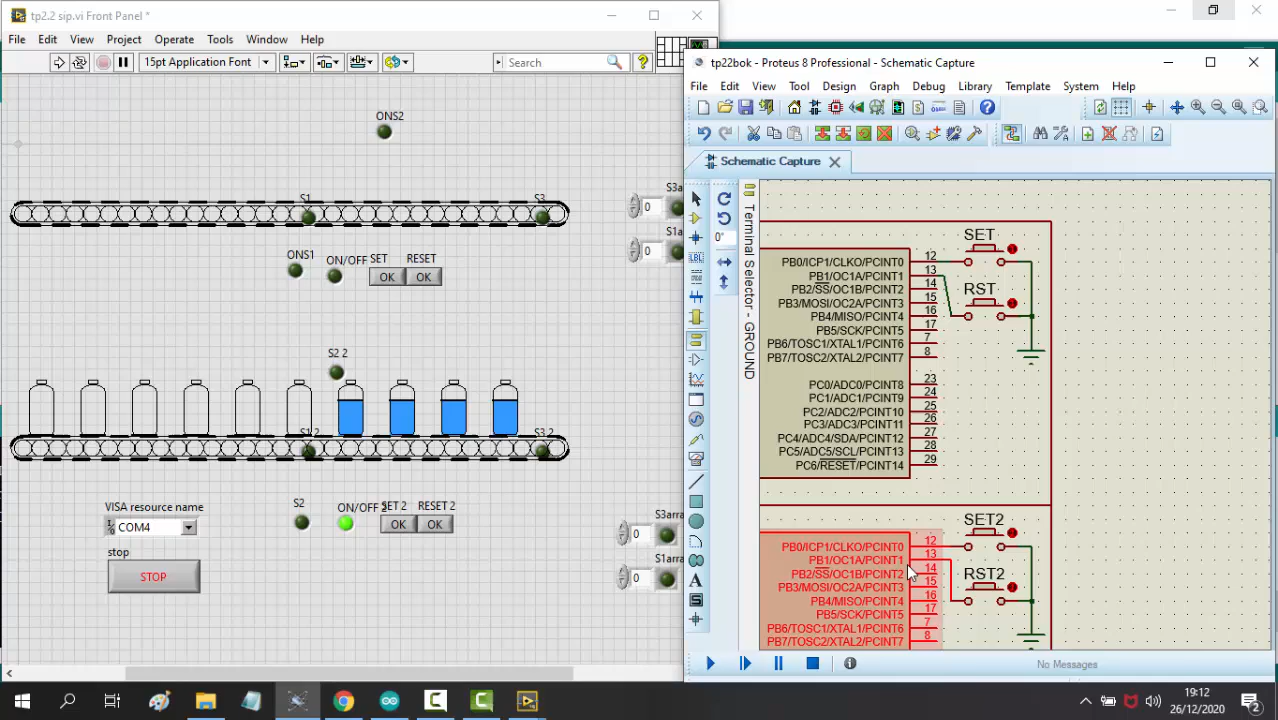 tp2.2 sip.vi Front Panel *
File Edit View Project Operate Tools Window Help
15pt Application Font
Search
ONS2
S1
S3
S3a
0
S1a
0
ONS1
ON/OFF
SET
RESET
OK
OK
S2 2
S1 2
S3 2
VISA resource name
COM4
stop
STOP
S2
ON/OFF 2
SET 2
RESET 2
OK
OK
S3arra
0
S1arra
0
tp22bok - Proteus 8 Professional - Schematic Capture
File Edit View Tool Design Graph Debug Library Template System Help
Schematic Capture
0°
LBL
Terminal Selector - GROUND
A
SET
PB0/ICP1/CLKO/PCINT0 12
PB1/OC1A/PCINT1 13
PB2/SS/OC1B/PCINT2 14
PB3/MOSI/OC2A/PCINT3 15
PB4/MISO/PCINT4 16
PB5/SCK/PCINT5 17
PB6/TOSC1/XTAL1/PCINT6 7
PB7/TOSC2/XTAL2/PCINT7 8
RST
PC0/ADC0/PCINT8 23
PC1/ADC1/PCINT9 24
PC2/ADC2/PCINT10 25
PC3/ADC3/PCINT11 26
PC4/ADC4/SDA/PCINT12 27
PC5/ADC5/SCL/PCINT13 28
PC6/RESET/PCINT14 29
SET2
PB0/ICP1/CLKO/PCINT0 12
PB1/OC1A/PCINT1 13
PB2/SS/OC1B/PCINT2 14
PB3/MOSI/OC2A/PCINT3 15
PB4/MISO/PCINT4 16
PB5/SCK/PCINT5 17
PB6/TOSC1/XTAL1/PCINT6 7
PB7/TOSC2/XTAL2/PCINT7 8
RST2
No Messages
19:12
26/12/2020
2